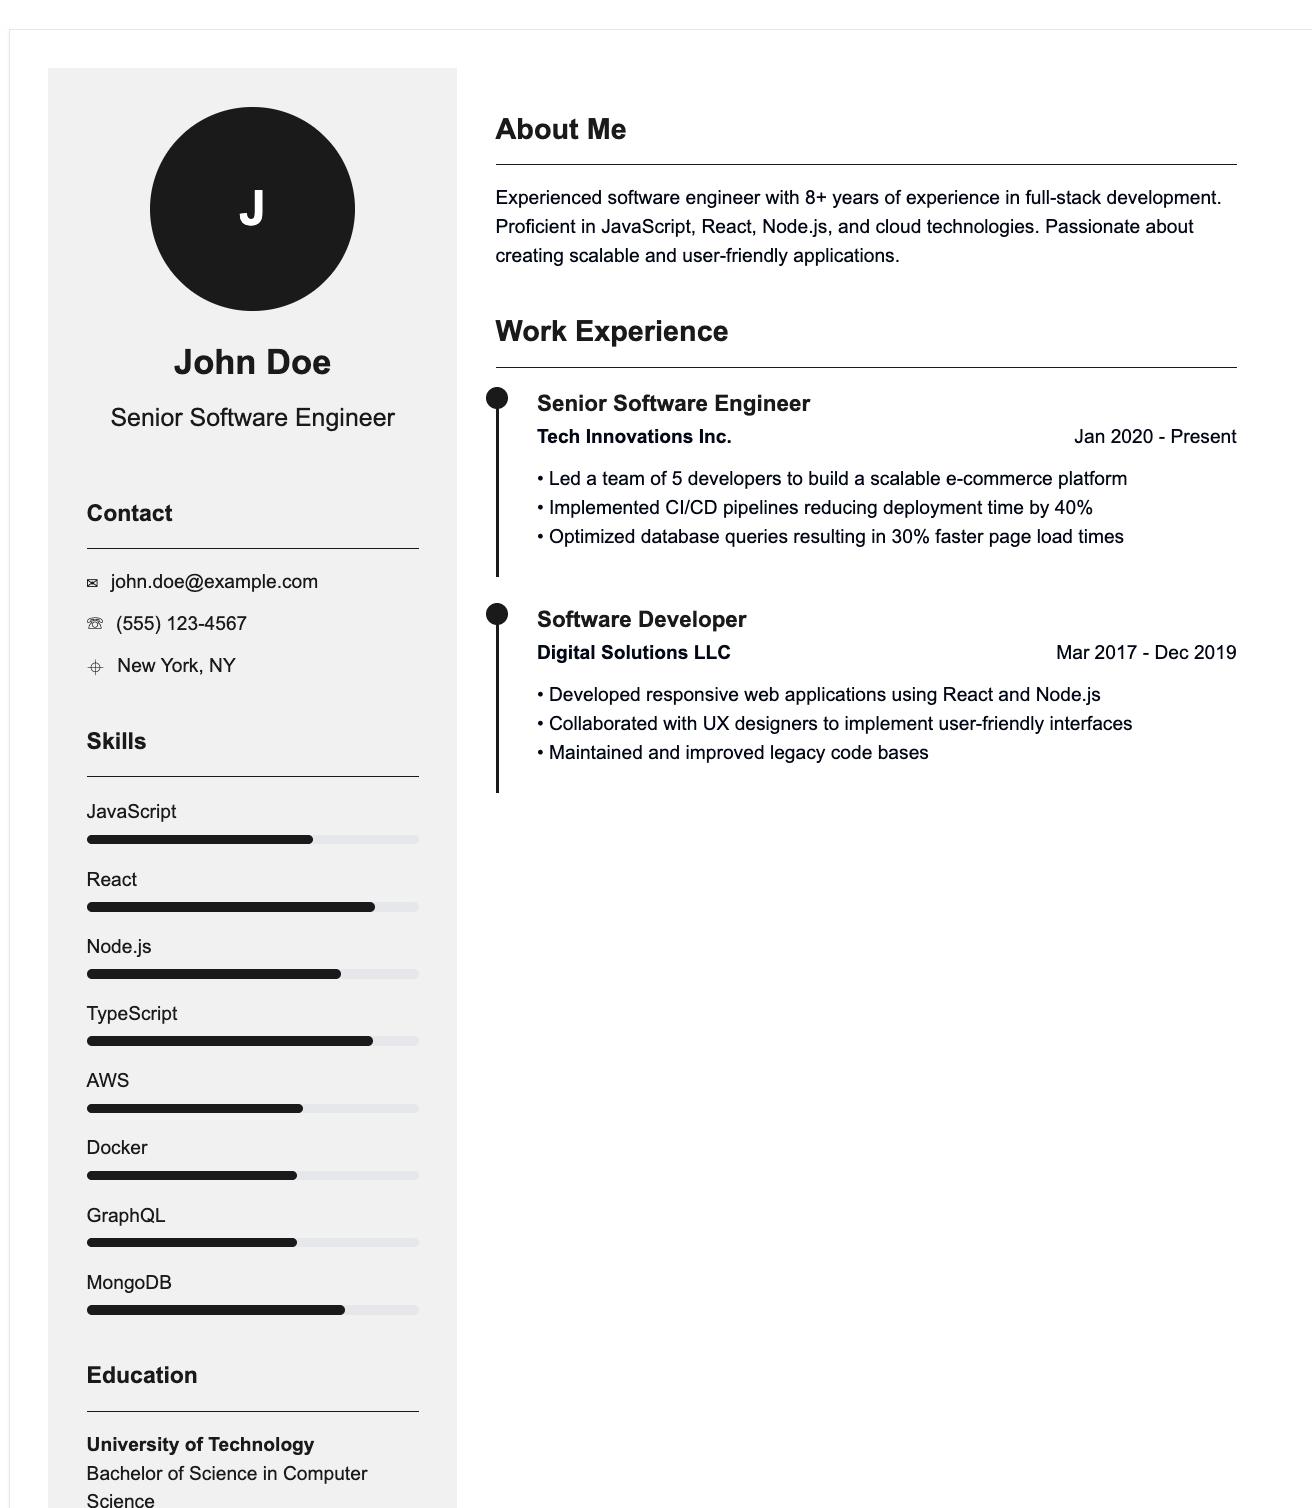 J
John Doe
Senior Software Engineer
Contact
✉ john.doe@example.com
☏ (555) 123-4567
⌖ New York, NY
Skills
JavaScript
React
Node.js
TypeScript
AWS
Docker
GraphQL
MongoDB
Education
University of Technology
Bachelor of Science in Computer
Science
About Me
Experienced software engineer with 8+ years of experience in full-stack development.
Proficient in JavaScript, React, Node.js, and cloud technologies. Passionate about
creating scalable and user-friendly applications.
Work Experience
Senior Software Engineer
Tech Innovations Inc. Jan 2020 - Present
• Led a team of 5 developers to build a scalable e-commerce platform
• Implemented CI/CD pipelines reducing deployment time by 40%
• Optimized database queries resulting in 30% faster page load times
Software Developer
Digital Solutions LLC Mar 2017 - Dec 2019
• Developed responsive web applications using React and Node.js
• Collaborated with UX designers to implement user-friendly interfaces
• Maintained and improved legacy code bases